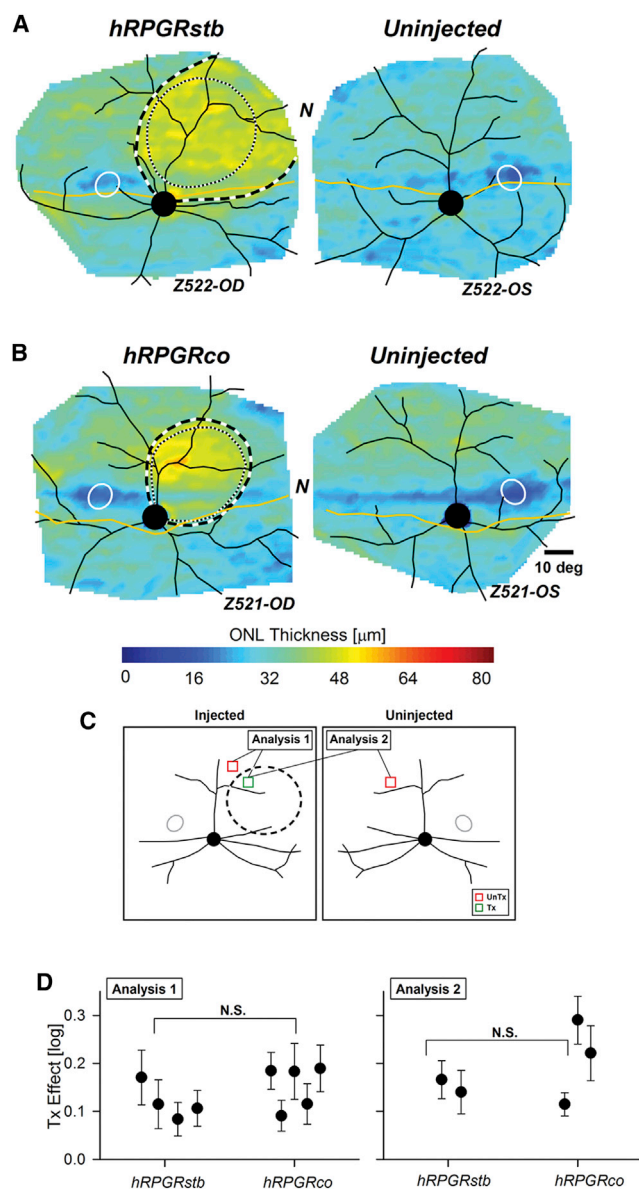 A
hRPGRstb
Uninjected
N
Z522-OD
Z522-OS
B
hRPGRco
Uninjected
N
10 deg
Z521-OD
Z521-OS
ONL Thickness [μm]
0 16 32 48 64 80
C
Injected
Uninjected
Analysis 1
Analysis 2
UnTx
Tx
D
Analysis 1
Analysis 2
N.S.
N.S.
Tx Effect [log]
0.3
0.2
0.1
0.0
hRPGRstb
hRPGRco
hRPGRstb
hRPGRco